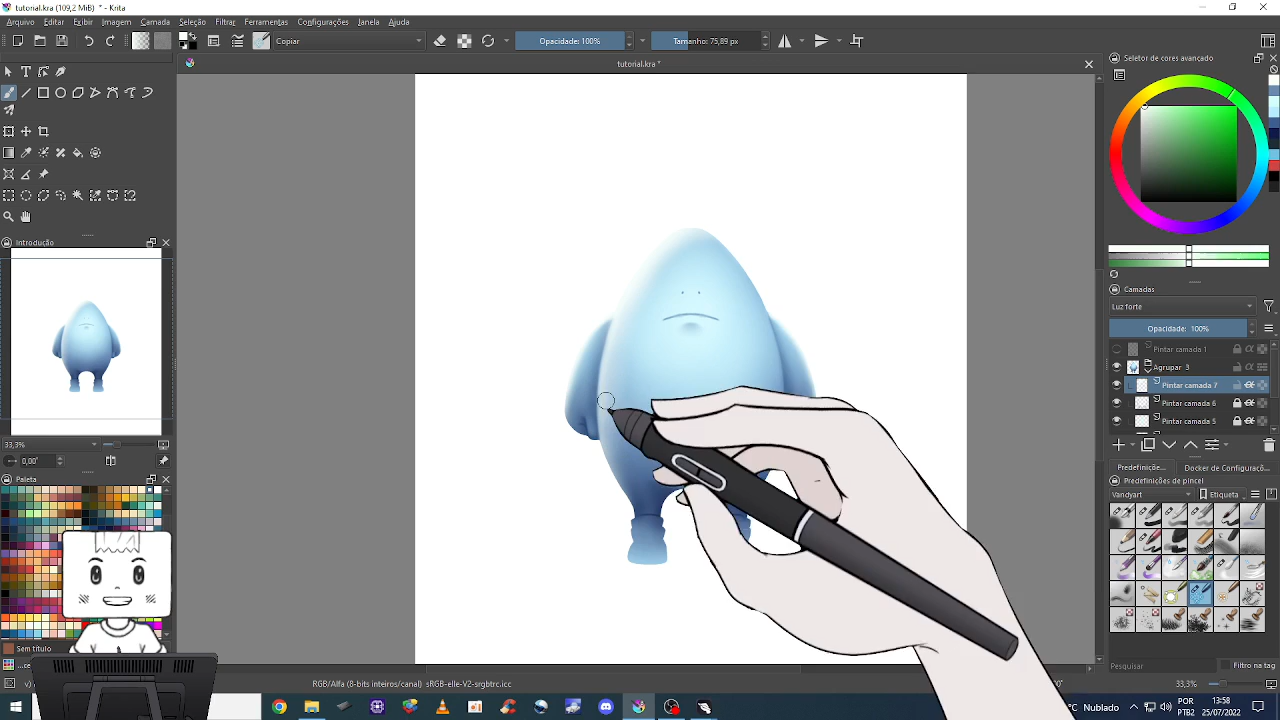 tutorial.kra (109,2 MiB) * - Krita
Arquivo Editar Exibir Imagem Camada Seleção Filtrar Ferramentas Configurações Janela Ajuda
Copiar
Opacidade: 100%
Tamanho: 75,89 px
tutorial.kra *
Seletor de cores avançado
Introdução
Camadas
Luz forte
Opacidade: 100%
Pintar camada 1
Agrupar 3
Pintar camada 7
Pintar camada 6
Pintar camada 5
33,3%
0,00°
Paleta
Predefinições...
Docker de Configuraçõ...
Predefinições de pincel
Vandyart
Etiqueta
Sem título
Pesquisar
Filtro na tag
RGB/Alfa (8-bits inteiros/canal) sRGB-elle-V2-srgbtrc.icc
33,3%
Nublado
POR
PTB2
13:58
25/07/2022